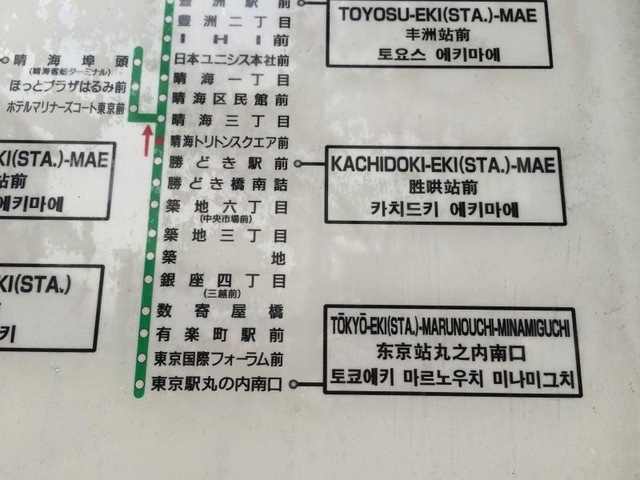 豊洲駅前
豊洲二丁目
IHI前
日本ユニシス本社前
晴海一丁目
晴海区民館前
晴海三丁目
晴海トリトンスクエア前
勝どき駅前
勝どき橋南詰
築地六丁目
(中央市場前)
築地三丁目
築地
銀座四丁目
(三越前)
数寄屋橋
有楽町駅前
東京国際フォーラム前
東京駅丸の内南口
晴海埠頭
(晴海客船ターミナル)
ほっとプラザはるみ前
ホテルマリナーズコート東京前
TOYOSU-EKI(STA.)-MAE
丰洲站前
토요스 에키마에
KACHIDOKI-EKI(STA.)-MAE
胜哄站前
카치도키 에키마에
TŌKYŌ-EKI(STA.)-MAROUNOUCHI-MINAMIGUCHI
东京站丸之内南口
토쿄에키 마르노우치 미나미그치
KI(STA.)-MAE
站前
에키마에
KI(STA.)
키